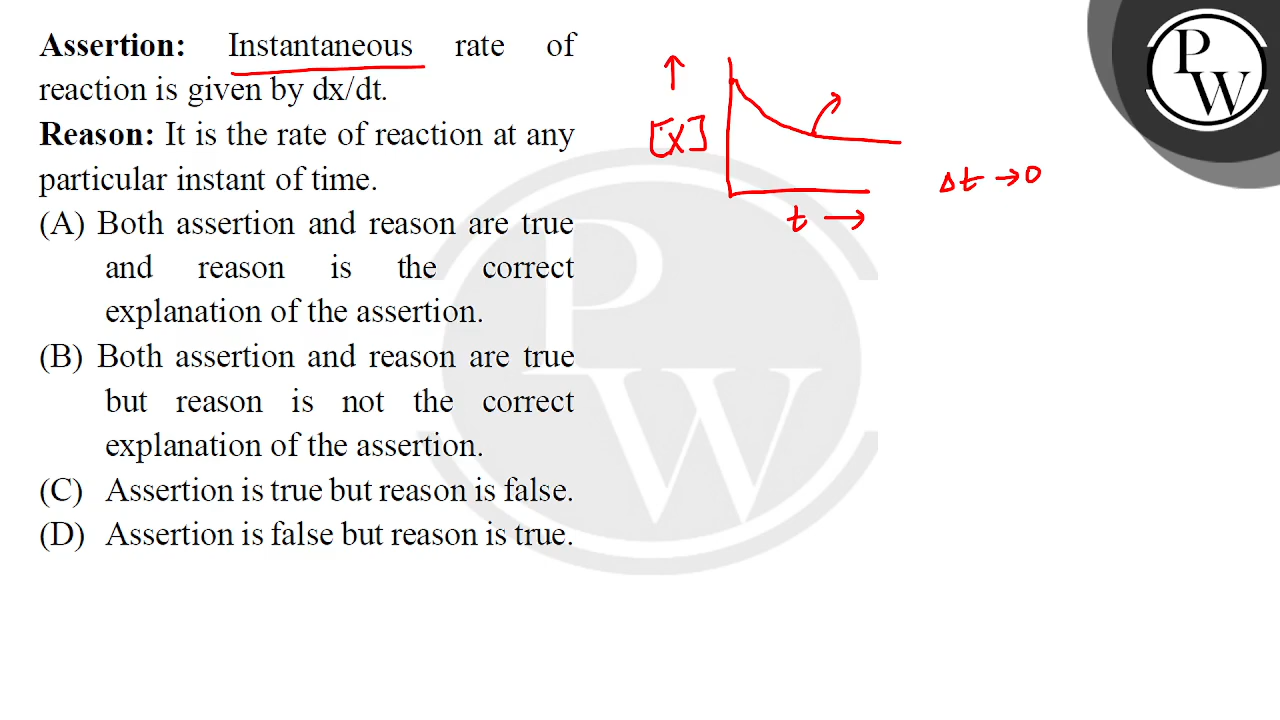 Assertion: Instantaneous rate of
reaction is given by dx/dt.
Reason: It is the rate of reaction at any
particular instant of time.
(A) Both assertion and reason are true
and reason is the correct
explanation of the assertion.
(B) Both assertion and reason are true
but reason is not the correct
explanation of the assertion.
(C) Assertion is true but reason is false.
(D) Assertion is false but reason is true.
[X]
t →
Δt → 0
P
W
P
W